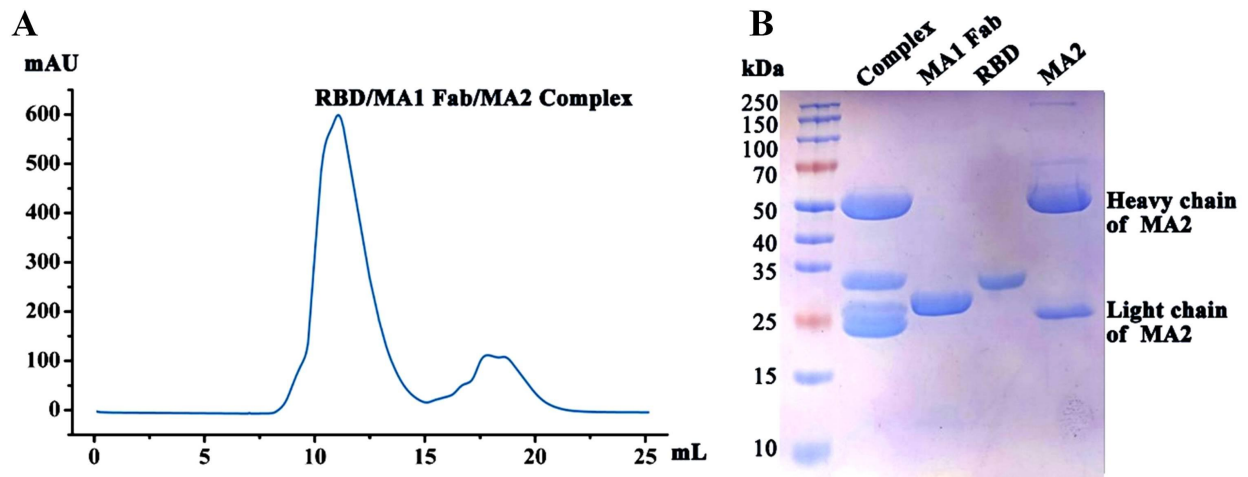 A
mAU
RBD/MA1 Fab/MA2 Complex
600
500
400
300
200
100
0
0 5 10 15 20 25 mL
B
kDa
Complex
MA1 Fab
RBD
MA2
250
150
100
70
50
40
35
25
15
10
Heavy chain
of MA2
Light chain
of MA2